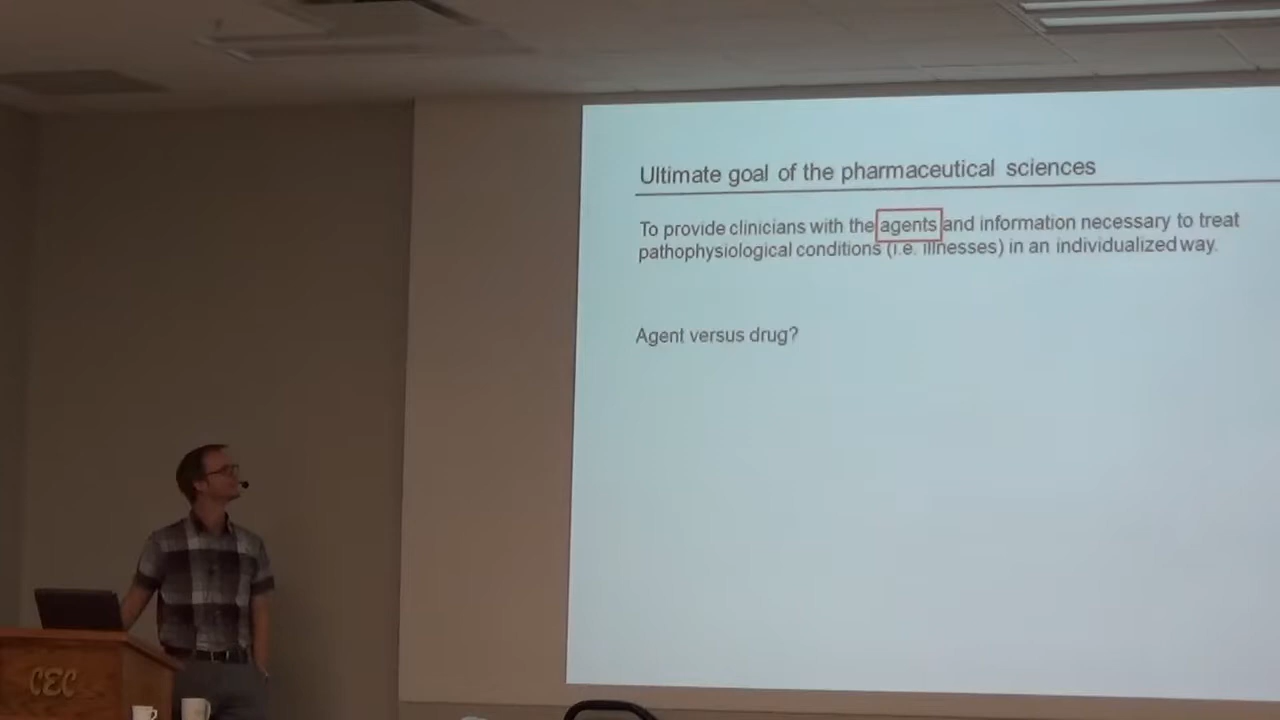 Ultimate goal of the pharmaceutical sciences
To provide clinicians with the agents and information necessary to treat
pathophysiological conditions (i.e. illnesses) in an individualized way.
Agent versus drug?
CEC